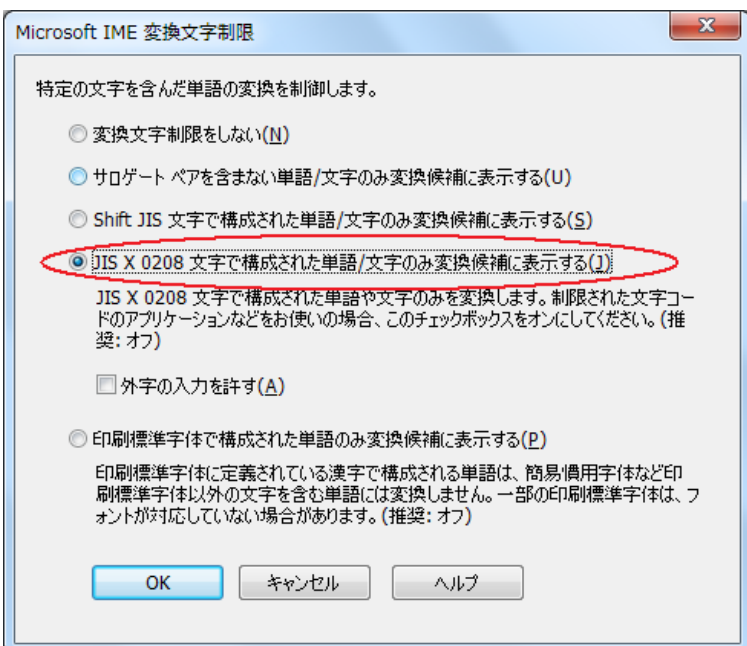 Microsoft IME 変換文字制限
特定の文字を含んだ単語の変換を制御します。
変換文字制限をしない(N)
サロゲート ペアを含まない単語/文字のみ変換候補に表示する(U)
Shift JIS 文字で構成された単語/文字のみ変換候補に表示する(S)
JIS X 0208 文字で構成された単語/文字のみ変換候補に表示する(J)
JIS X 0208 文字で構成された単語や文字のみを変換します。制限された文字コー
ドのアプリケーションなどをお使いの場合、このチェックボックスをオンにしてください。(推
奨: オフ)
外字の入力を許す(A)
印刷標準字体で構成された単語のみ変換候補に表示する(P)
印刷標準字体に定義されている漢字で構成される単語は、簡易慣用字体など印
刷標準字体以外の文字を含む単語には変換しません。一部の印刷標準字体は、フ
ォントが対応していない場合があります。(推奨: オフ)
OK キャンセル ヘルプ